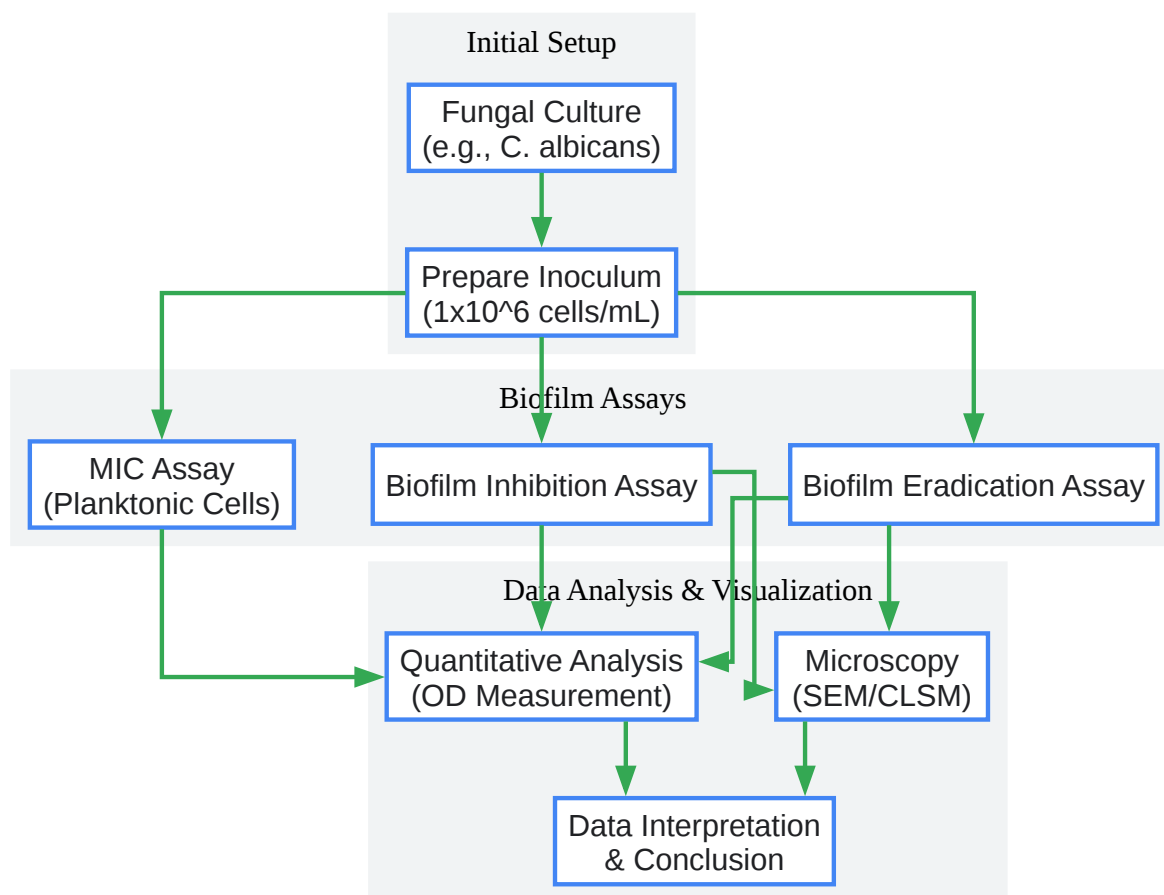 Initial Setup
Fungal Culture
(e.g., C. albicans)
Prepare Inoculum
(1x10^6 cells/mL)
Biofilm Assays
MIC Assay
(Planktonic Cells)
Biofilm Inhibition Assay
Biofilm Eradication Assay
Data Analysis & Visualization
Quantitative Analysis
(OD Measurement)
Microscopy
(SEM/CLSM)
Data Interpretation
& Conclusion